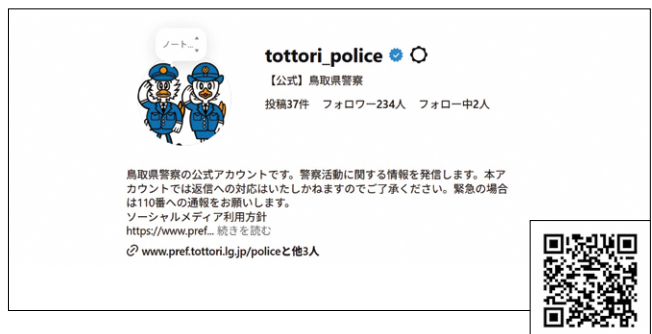 ノート...
tottori_police
【公式】鳥取県警察
投稿37件 フォロワー234人 フォロー中2人
鳥取県警察の公式アカウントです。警察活動に関する情報を発信します。本ア
カウントでは返信への対応はいたしかねますのでご了承ください。緊急の場合
は110番への通報をお願いします。
ソーシャルメディア利用方針
https://www.pref... 続きを読む
www.pref.tottori.lg.jp/policeと他3人